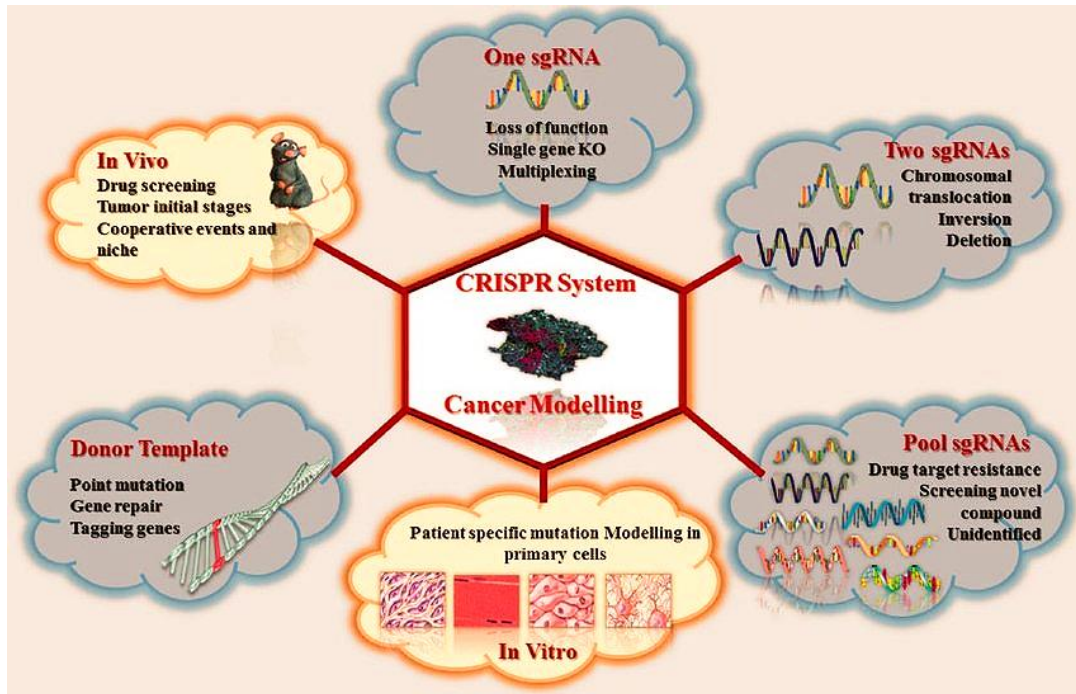 One sgRNA
Loss of function
Single gene KO
Multiplexing
In Vivo
Drug screening
Tumor initial stages
Cooperative events and
niche
Two sgRNAs
Chromosomal
translocation
Inversion
Deletion
CRISPR System
Cancer Modelling
Donor Template
Point mutation
Gene repair
Tagging genes
Pool sgRNAs
Drug target resistance
Screening novel
compound
Unidentified
Patient specific mutation Modelling in
primary cells
In Vitro